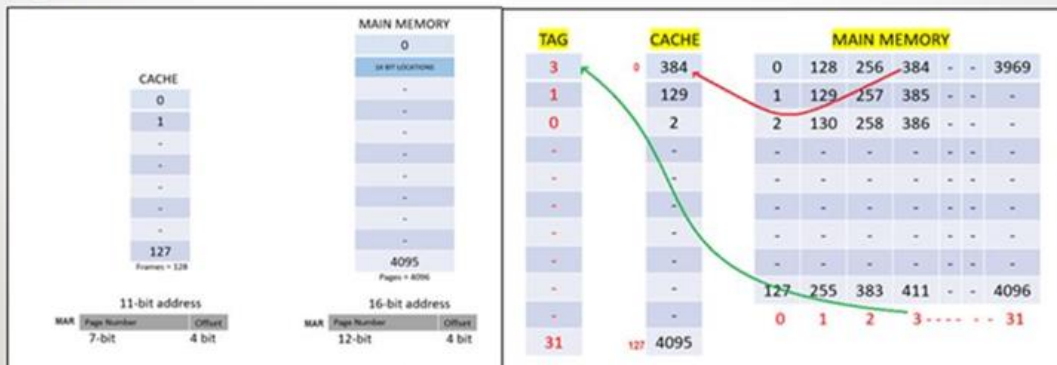 MAIN MEMORY
0
16 BIT LOCATIONS
-
-
-
-
-
-
-
-
4095
Pages = 4096
CACHE
0
1
-
-
-
-
-
127
Frames = 128
11-bit address
MAR Page Number Offset
7-bit 4 bit
16-bit address
MAR Page Number Offset
12-bit 4 bit
TAG CACHE MAIN MEMORY
3 0 384 0 128 256 384 - - 3969
1 129 1 129 257 385 - - -
0 2 2 130 258 386 - - -
- - - - - - - - -
- - - - - - - - -
- - - - - - - - -
- - - - - - - - -
- - - - - - - - -
- - 127 255 383 411 - - 4096
- - 0 1 2 3 - - - - - - - 31
31 127 4095